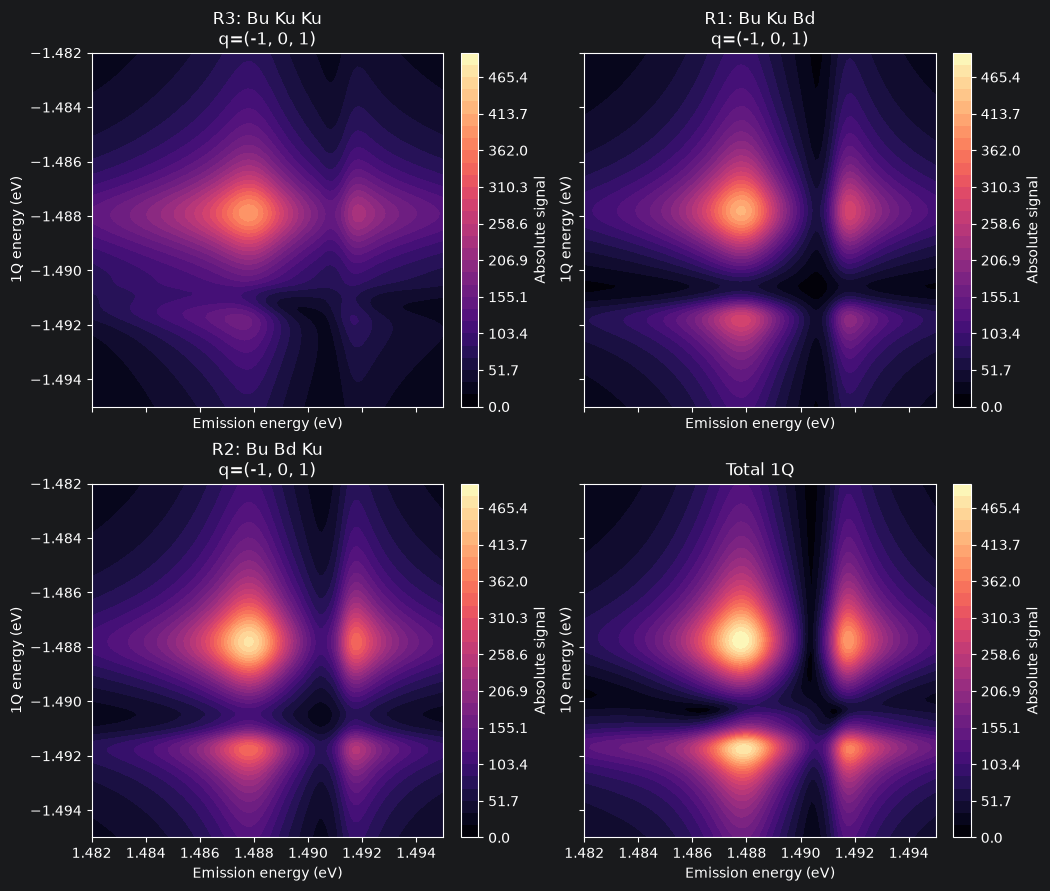 R3: Bu Ku Ku
q=(-1, 0, 1)
−1.482
−1.484
−1.486
−1.488
−1.490
−1.492
−1.494
1Q energy (eV)
Emission energy (eV)
465.4
413.7
362.0
310.3
258.6
206.9
155.1
103.4
51.7
0.0
Absolute signal
R1: Bu Ku Bd
q=(-1, 0, 1)
1Q energy (eV)
Emission energy (eV)
465.4
413.7
362.0
310.3
258.6
206.9
155.1
103.4
51.7
0.0
Absolute signal
R2: Bu Bd Ku
q=(-1, 0, 1)
−1.482
−1.484
−1.486
−1.488
−1.490
−1.492
−1.494
1Q energy (eV)
1.482 1.484 1.486 1.488 1.490 1.492 1.494
Emission energy (eV)
465.4
413.7
362.0
310.3
258.6
206.9
155.1
103.4
51.7
0.0
Absolute signal
Total 1Q
1Q energy (eV)
1.482 1.484 1.486 1.488 1.490 1.492 1.494
Emission energy (eV)
465.4
413.7
362.0
310.3
258.6
206.9
155.1
103.4
51.7
0.0
Absolute signal